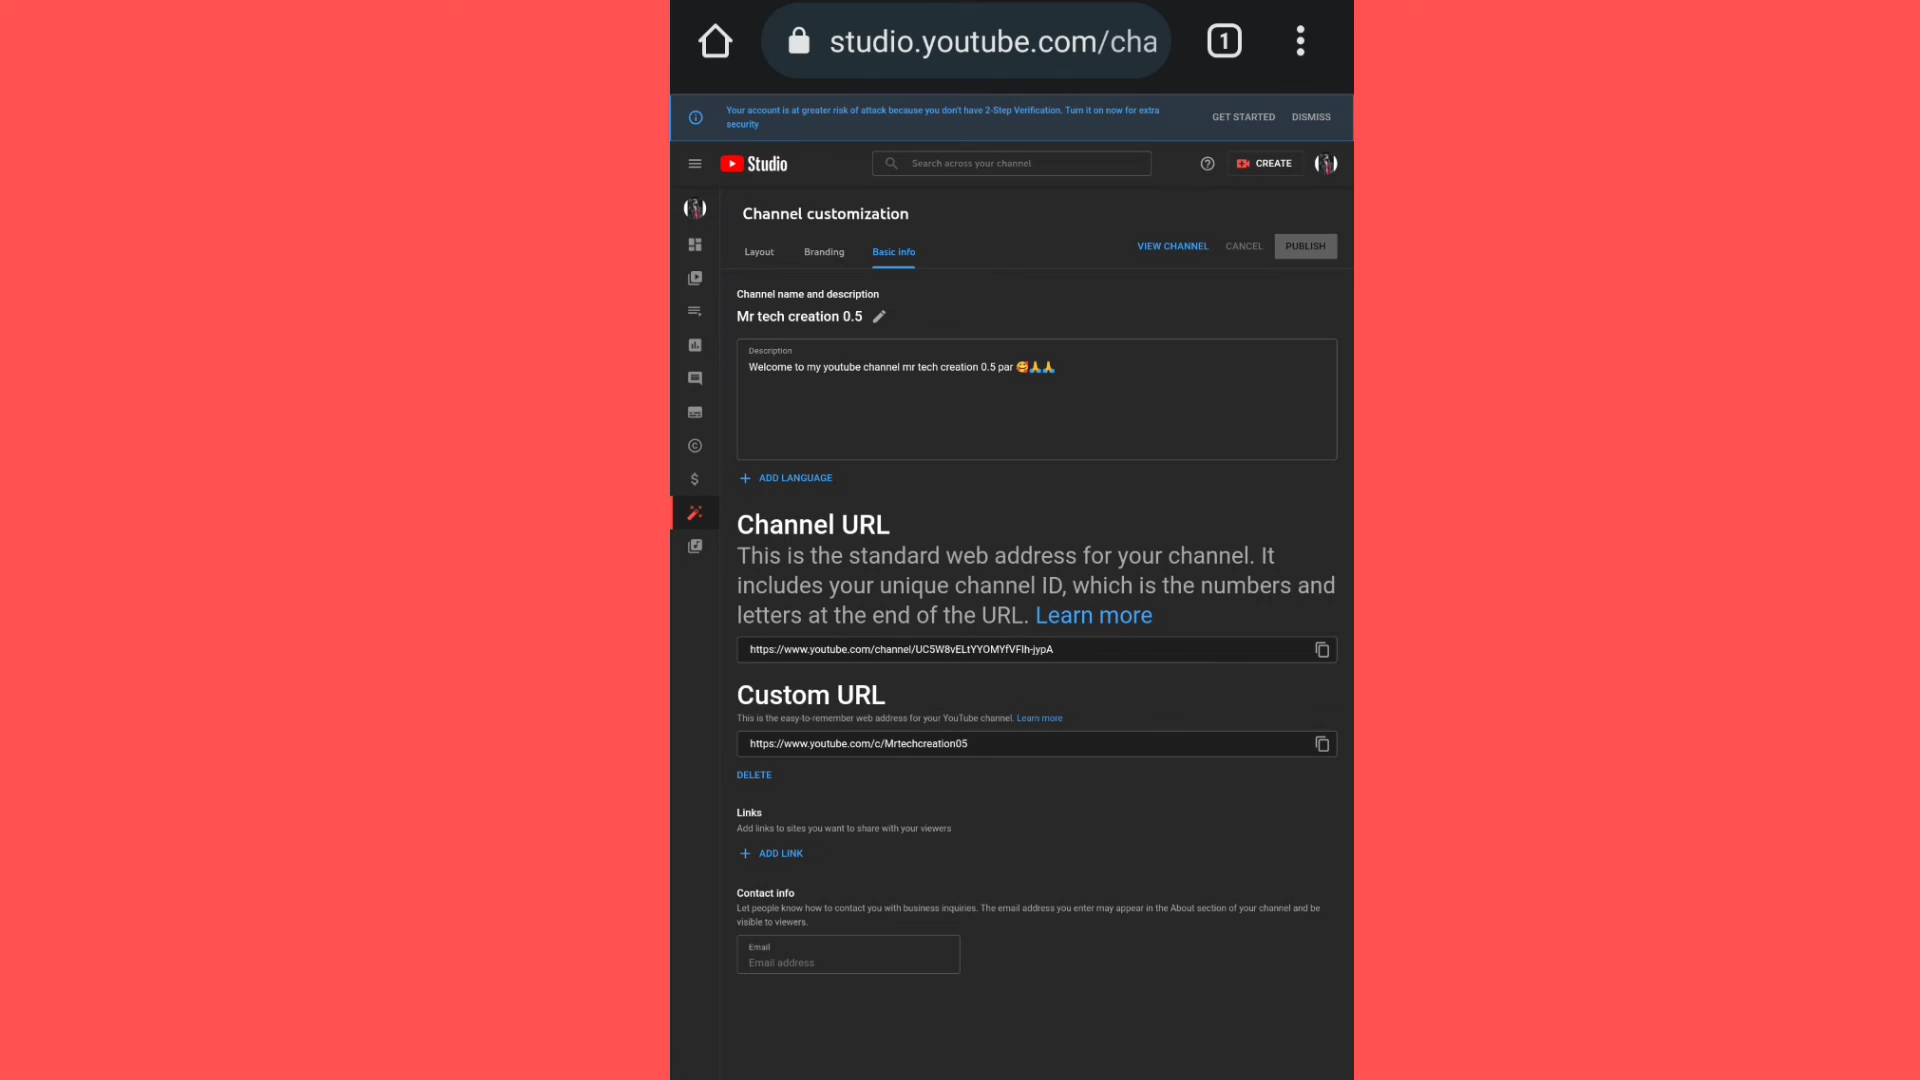 studio.youtube.com/cha
1
Your account is at greater risk of attack because you don't have 2-Step Verification. Turn it on now for extra
security
GET STARTED
DISMISS
Studio
Search across your channel
CREATE
Channel customization
Layout
Branding
Basic info
VIEW CHANNEL
CANCEL
PUBLISH
Channel name and description
Mr tech creation 0.5
Description
Welcome to my youtube channel mr tech creation 0.5 par 🥰🙏🙏
ADD LANGUAGE
Channel URL
This is the standard web address for your channel. It
includes your unique channel ID, which is the numbers and
letters at the end of the URL. Learn more
https://www.youtube.com/channel/UC5W8vELtYYOMYfVFIh-jypA
Custom URL
This is the easy-to-remember web address for your YouTube channel. Learn more
https://www.youtube.com/c/Mrtechcreation05
DELETE
Links
Add links to sites you want to share with your viewers
ADD LINK
Contact info
Let people know how to contact you with business inquiries. The email address you enter may appear in the About section of your channel and be
visible to viewers.
Email
Email address